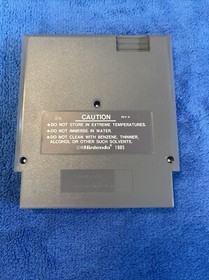 CAUTION
•DO NOT STORE IN EXTREME TEMPERATURES.
•DO NOT IMMERSE IN WATER.
•DO NOT CLEAN WITH BENZENE, THINNER,
ALCOHOL OR OTHER SUCH SOLVENTS.
©Nintendo 1985